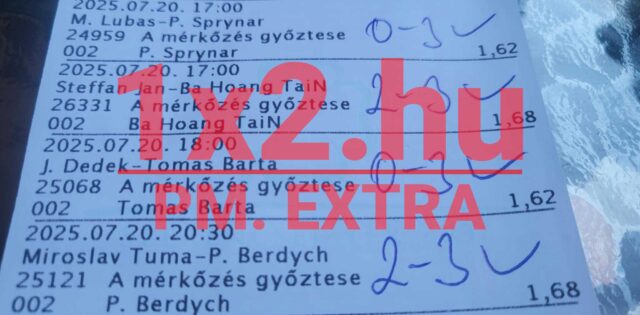 2025.07.20. 17:00
M. Lubas-P. Sprynar
24959 A mérkőzés győztese 0-3 ✓
002 P. Sprynar 1,62
2025.07.20. 17:00
Steffan Jan-Ba Hoang TaiN
26331 A mérkőzés győztese 2-3 ✓
002 Ba Hoang TaiN 1,68
2025.07.20. 18:00
J. Dedek-Tomas Barta
25068 A mérkőzés győztese 0-3 ✓
002 Tomas Barta 1,62
2025.07.20. 20:30
Miroslav Tuma-P. Berdych
25121 A mérkőzés győztese 2-3 ✓
002 P. Berdych 1,68
1x2.hu
PM. EXTRA